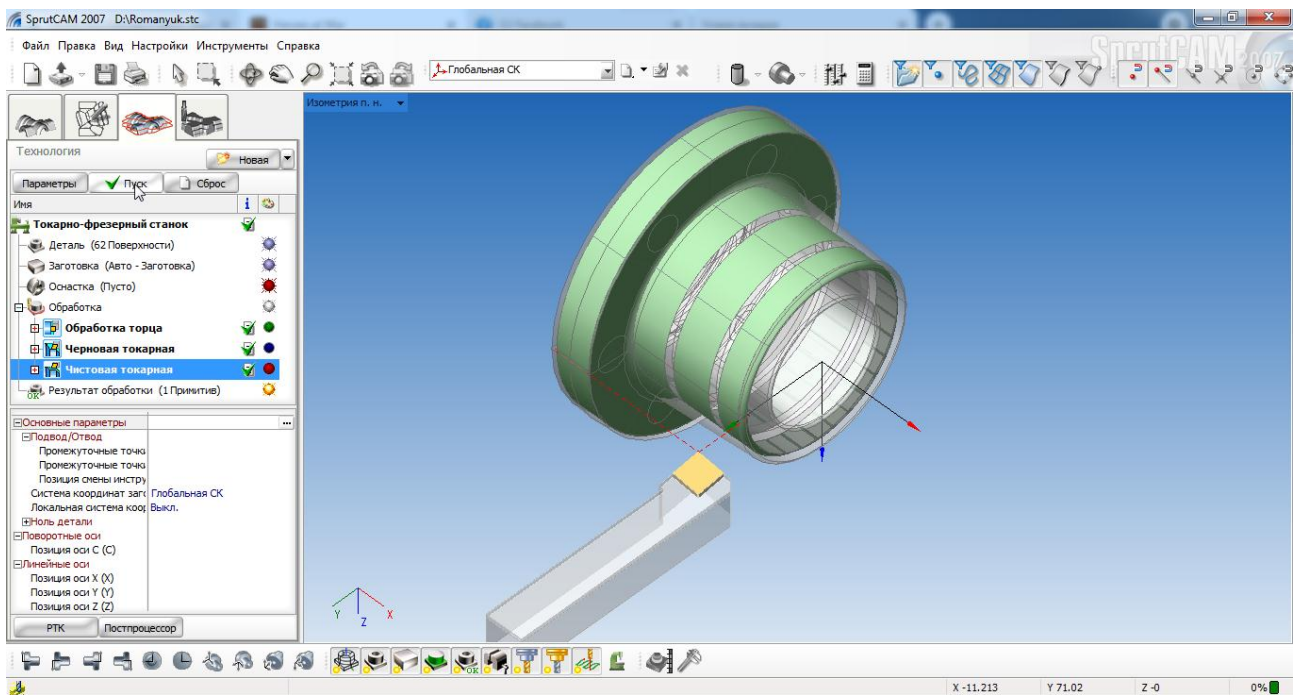 SprutCAM 2007 D:\Romanyuk.stc
Файл Правка Вид Настройки Инструменты Справка
SprutCAM 2007
Глобальная СК
Изометрия п. н.
Технология
Новая
Параметры Пуск Сброс
Имя
Токарно-фрезерный станок
Деталь (62 Поверхности)
Заготовка (Авто - Заготовка)
Оснастка (Пусто)
Обработка
Обработка торца
Черновая токарная
Чистовая токарная
Результат обработки (1 Примитив)
Основные параметры ...
Подвод/Отвод
Промежуточные точки
Промежуточные точки
Позиция смены инстру
Система координат заго Глобальная СК
Локальная система коор Выкл.
Ноль детали
Поворотные оси
Позиция оси C (C)
Линейные оси
Позиция оси X (X)
Позиция оси Y (Y)
Позиция оси Z (Z)
РТК Постпроцессор
Y Z X
X -11.213 Y 71.02 Z -0 0%